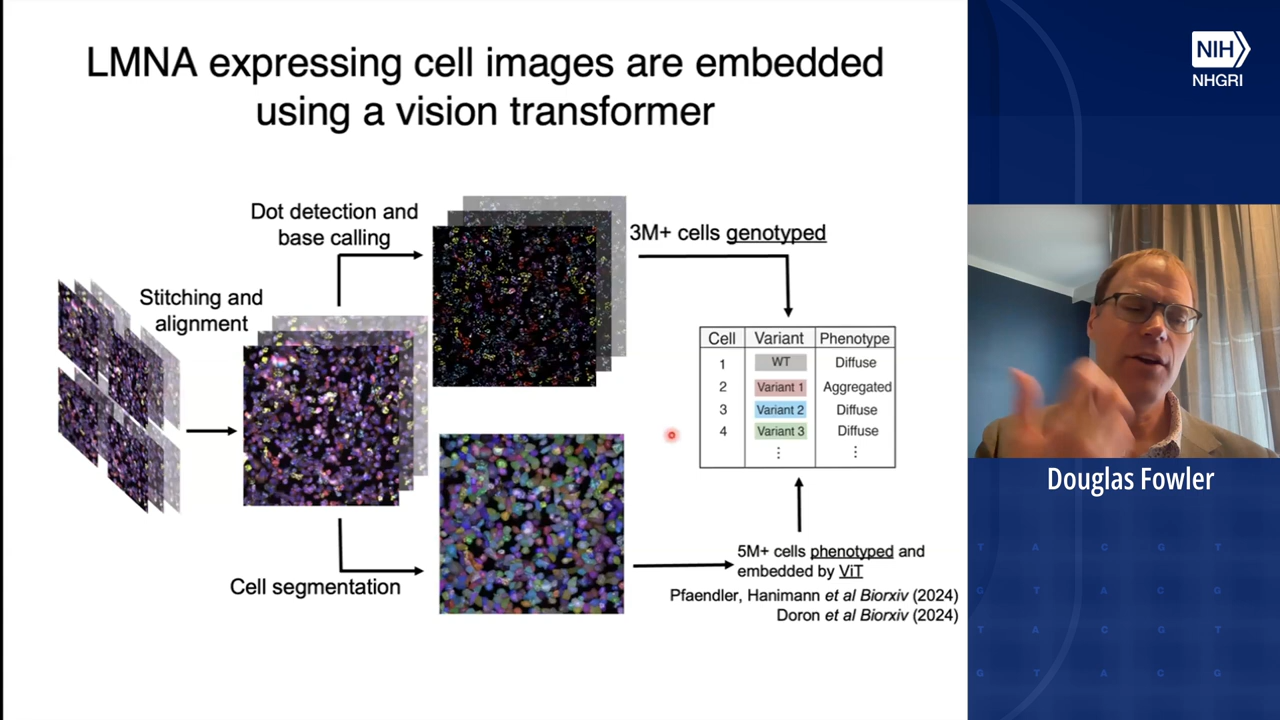 LMNA expressing cell images are embedded
using a vision transformer
Dot detection and
base calling
3M+ cells genotyped
Stitching and
alignment
Cell Variant Phenotype
1 WT Diffuse
2 Variant 1 Aggregated
3 Variant 2 Diffuse
4 Variant 3 Diffuse
⋮ ⋮
Cell segmentation
5M+ cells phenotyped and
embedded by ViT
Pfaendler, Hanimann et al Biorxiv (2024)
Doron et al Biorxiv (2024)
NIH
NHGRI
Douglas Fowler
T A C G T
G T A C G
T A C G T
G T A C G